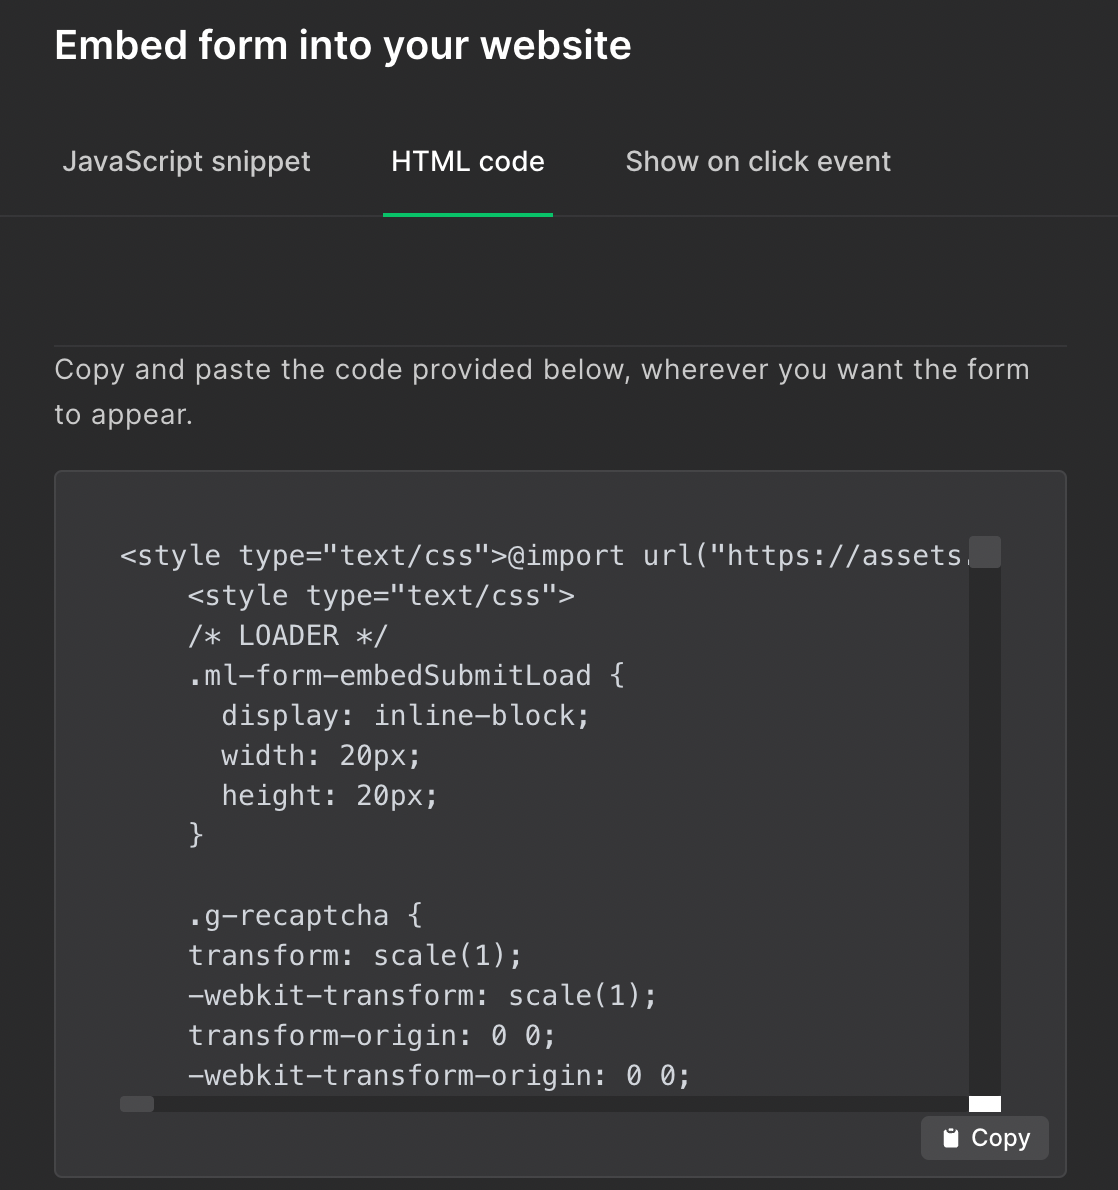 Embed form into your website
JavaScript snippet HTML code Show on click event
Copy and paste the code provided below, wherever you want the form
to appear.
<style type="text/css">@import url("https://assets.
<style type="text/css">
/* LOADER */
.ml-form-embedSubmitLoad {
display: inline-block;
width: 20px;
height: 20px;
}
.g-recaptcha {
transform: scale(1);
-webkit-transform: scale(1);
transform-origin: 0 0;
-webkit-transform-origin: 0 0;
Copy